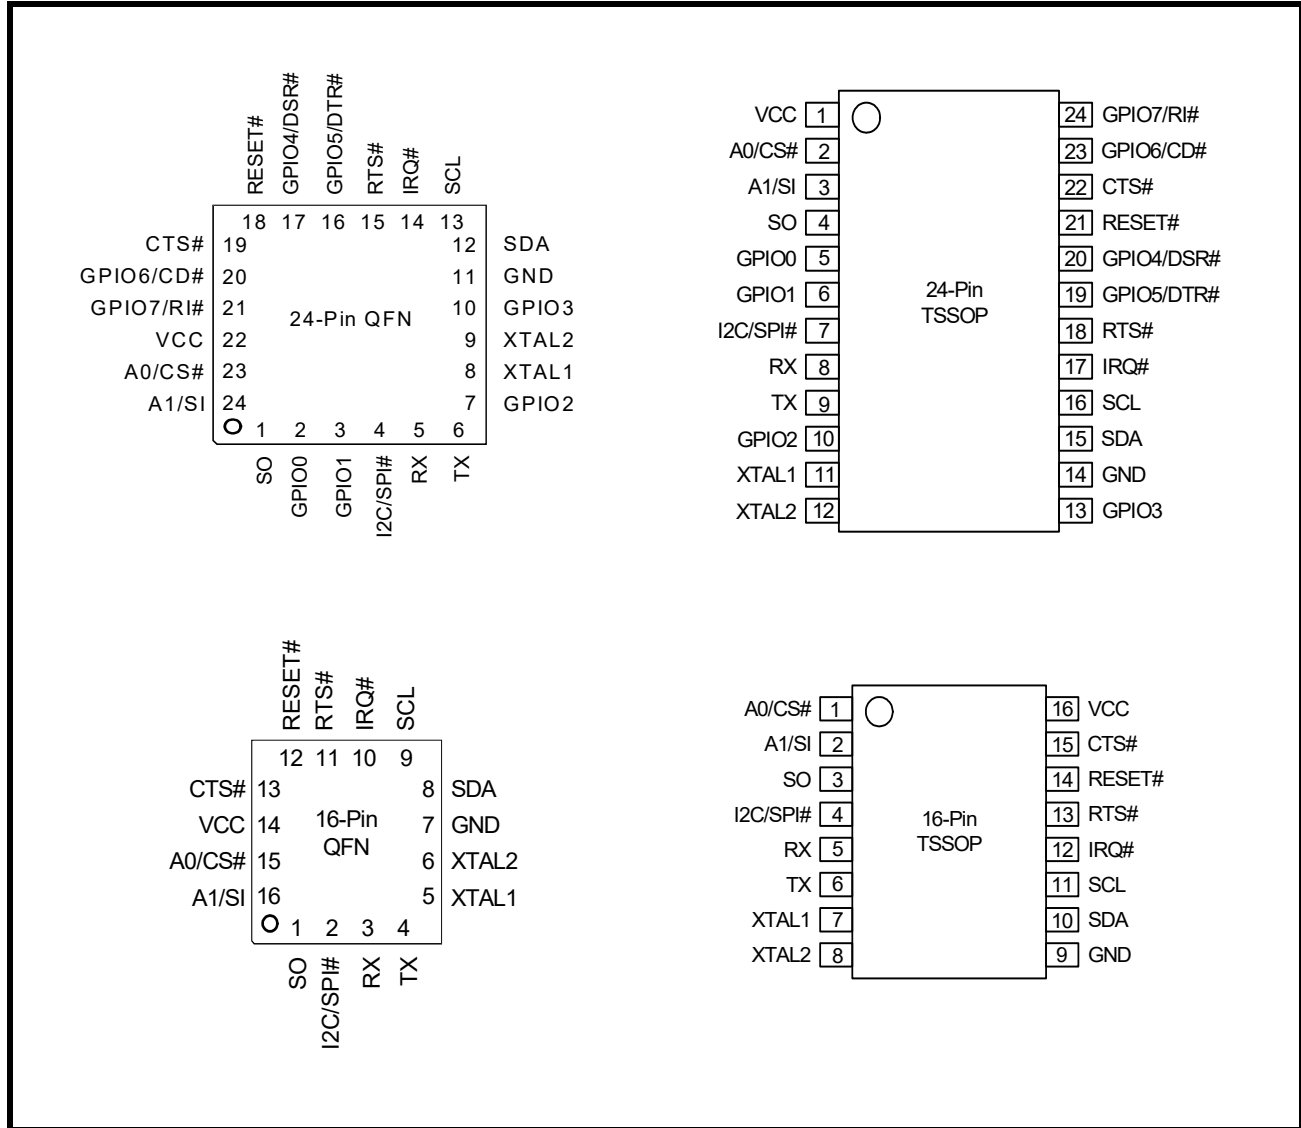 RESET#
GPIO4/DSR#
GPIO5/DTR#
RTS#
IRQ#
SCL
18 17 16 15 14 13
CTS# 19 12 SDA
GPIO6/CD# 20 11 GND
GPIO7/RI# 21 10 GPIO3
24-Pin QFN
VCC 22 9 XTAL2
A0/CS# 23 8 XTAL1
A1/SI 24 7 GPIO2
1 2 3 4 5 6
SO
GPIO0
GPIO1
I2C/SPI#
RX
TX
VCC 1 24 GPIO7/RI#
A0/CS# 2 23 GPIO6/CD#
A1/SI 3 22 CTS#
SO 4 21 RESET#
GPIO0 5 20 GPIO4/DSR#
GPIO1 6 19 GPIO5/DTR#
24-Pin
TSSOP
I2C/SPI# 7 18 RTS#
RX 8 17 IRQ#
TX 9 16 SCL
GPIO2 10 15 SDA
XTAL1 11 14 GND
XTAL2 12 13 GPIO3
RESET#
RTS#
IRQ#
SCL
12 11 10 9
CTS# 13 8 SDA
VCC 14 7 GND
16-Pin
QFN
A0/CS# 15 6 XTAL2
A1/SI 16 5 XTAL1
1 2 3 4
SO
I2C/SPI#
RX
TX
A0/CS# 1 16 VCC
A1/SI 2 15 CTS#
SO 3 14 RESET#
I2C/SPI# 4 13 RTS#
16-Pin
TSSOP
RX 5 12 IRQ#
TX 6 11 SCL
XTAL1 7 10 SDA
XTAL2 8 9 GND